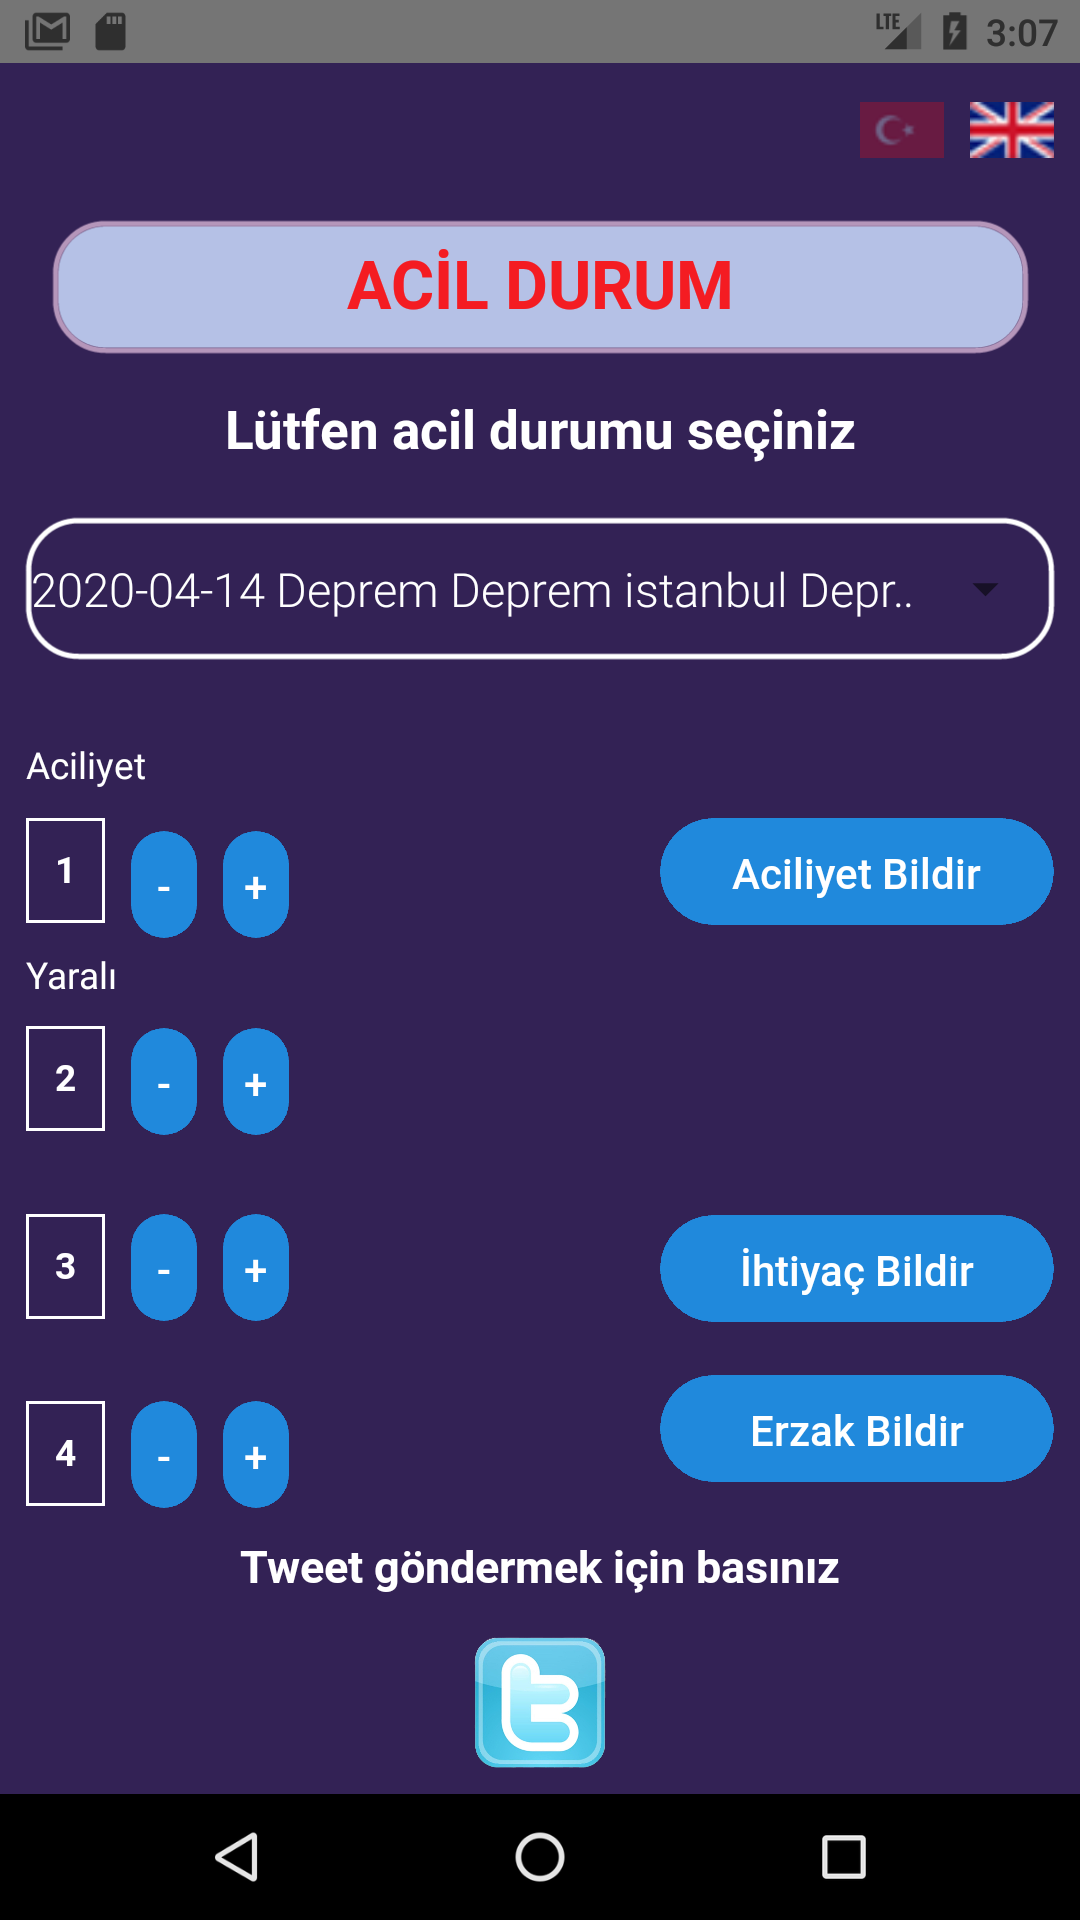 LTE 3:07
ACİL DURUM
Lütfen acil durumu seçiniz
2020-04-14 Deprem Deprem istanbul Depr..
Aciliyet
1 - + Aciliyet Bildir
Yaralı
2 - +
3 - + İhtiyaç Bildir
4 - + Erzak Bildir
Tweet göndermek için basınız